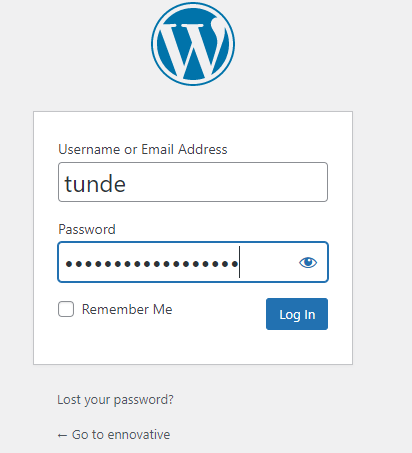 Username or Email Address
tunde
Password
••••••••••••••••••
Remember Me
Log In
Lost your password?
← Go to ennovative